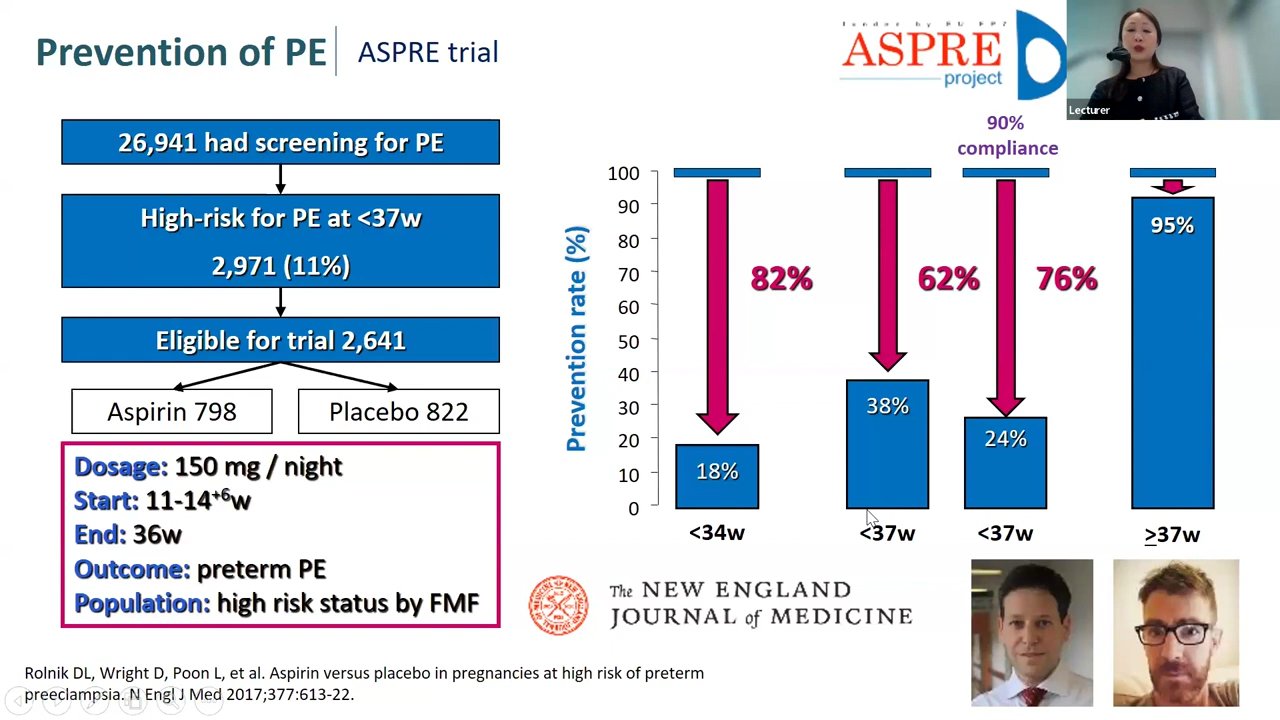 Prevention of PE
ASPRE trial
funded by EU FP7
ASPRE
project
Lecturer
26,941 had screening for PE
High-risk for PE at <37w
2,971 (11%)
Eligible for trial 2,641
Aspirin 798
Placebo 822
Dosage: 150 mg / night
Start: 11-14+6w
End: 36w
Outcome: preterm PE
Population: high risk status by FMF
90%
compliance
Prevention rate (%)
100
90
80
70
60
50
40
30
20
10
0
82%
62%
76%
95%
18%
38%
24%
<34w
<37w
<37w
≥37w
The NEW ENGLAND
JOURNAL of MEDICINE
Rolnik DL, Wright D, Poon L, et al. Aspirin versus placebo in pregnancies at high risk of preterm
preeclampsia. N Engl J Med 2017;377:613-22.